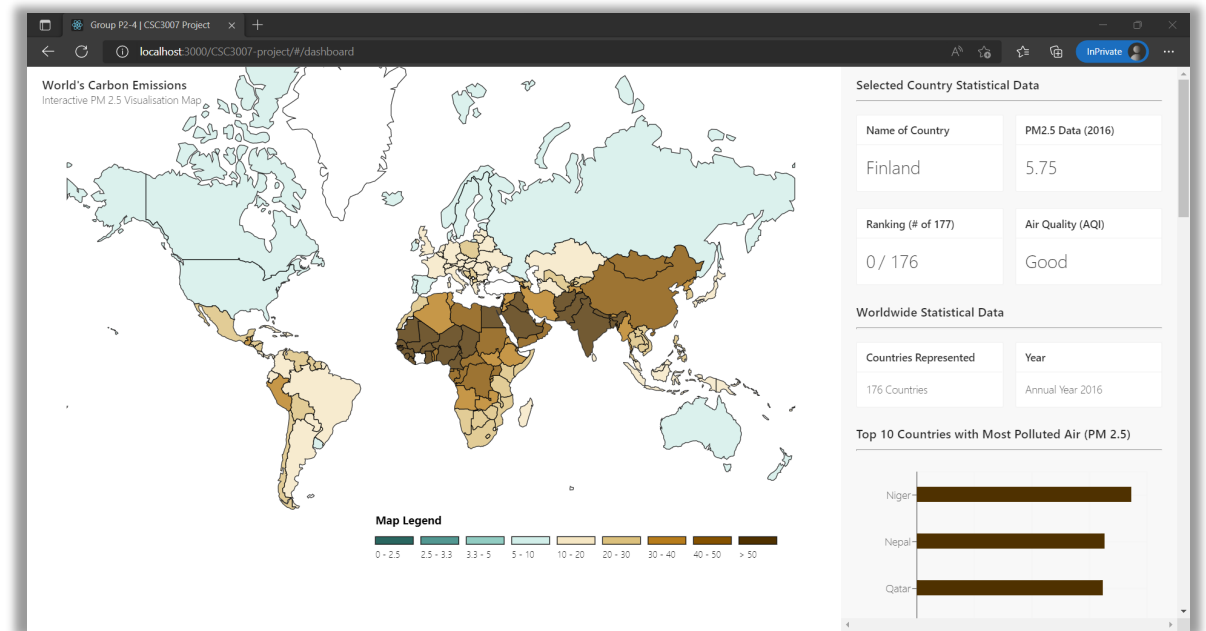 Group P2-4 | CSC3007 Project
localhost:3000/CSC3007-project/#/dashboard
InPrivate
World's Carbon Emissions
Interactive PM 2.5 Visualisation Map
Map Legend
0 - 2.5 2.5 - 3.3 3.3 - 5 5 - 10 10 - 20 20 - 30 30 - 40 40 - 50 > 50
Selected Country Statistical Data
Name of Country
Finland
PM2.5 Data (2016)
5.75
Ranking (# of 177)
0 / 176
Air Quality (AQI)
Good
Worldwide Statistical Data
Countries Represented
176 Countries
Year
Annual Year 2016
Top 10 Countries with Most Polluted Air (PM 2.5)
Niger
Nepal
Qatar